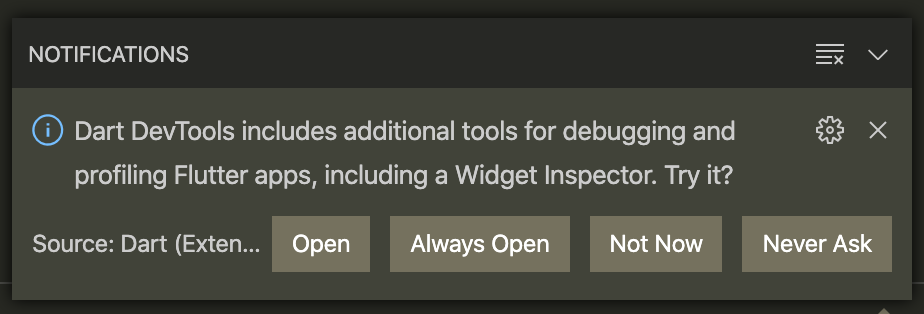 NOTIFICATIONS
Dart DevTools includes additional tools for debugging and
profiling Flutter apps, including a Widget Inspector. Try it?
Source: Dart (Exten... Open Always Open Not Now Never Ask